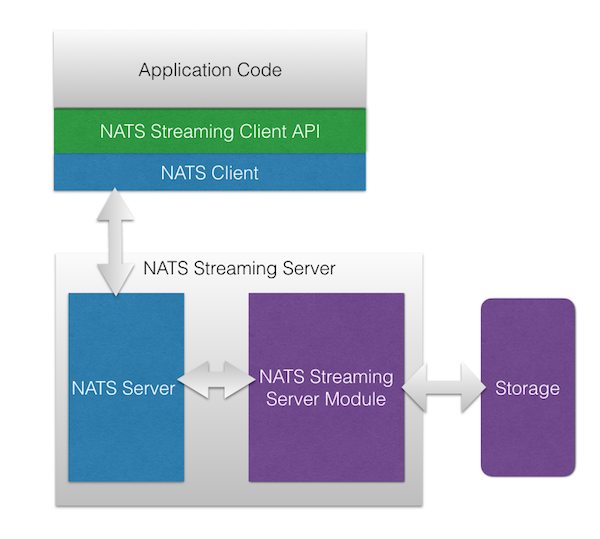 Application Code
NATS Streaming Client API
NATS Client
NATS Streaming Server
NATS Server
NATS Streaming
Server Module
Storage